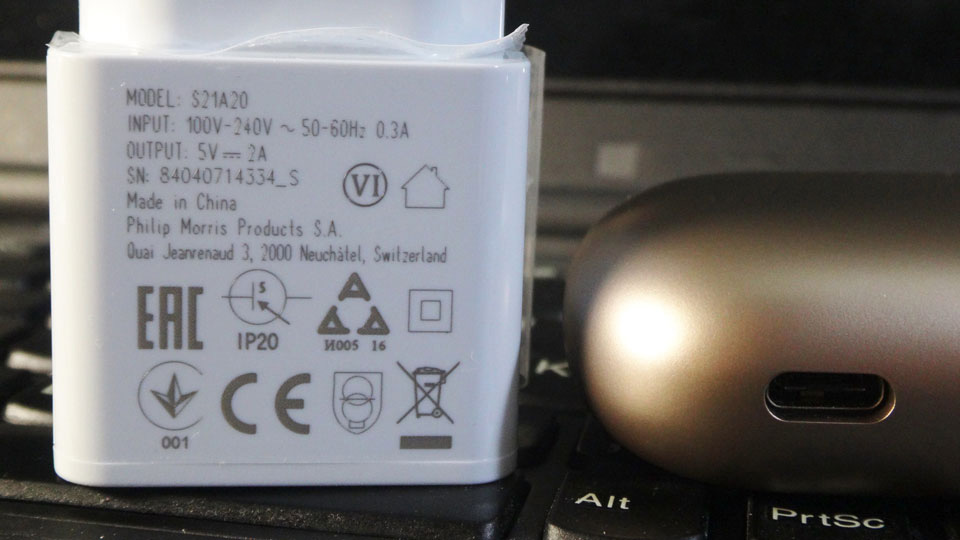 MODEL: S21A20
INPUT: 100V-240V ~ 50-60Hz 0.3A
OUTPUT: 5V ⎓ 2A
SN: 84040714334_S
VI
Made in China
Philip Morris Products S.A.
Quai Jeanrenaud 3, 2000 Neuchâtel, Switzerland
EAC
S
IP20
И005 16
001
CE
K
Alt
PrtSc